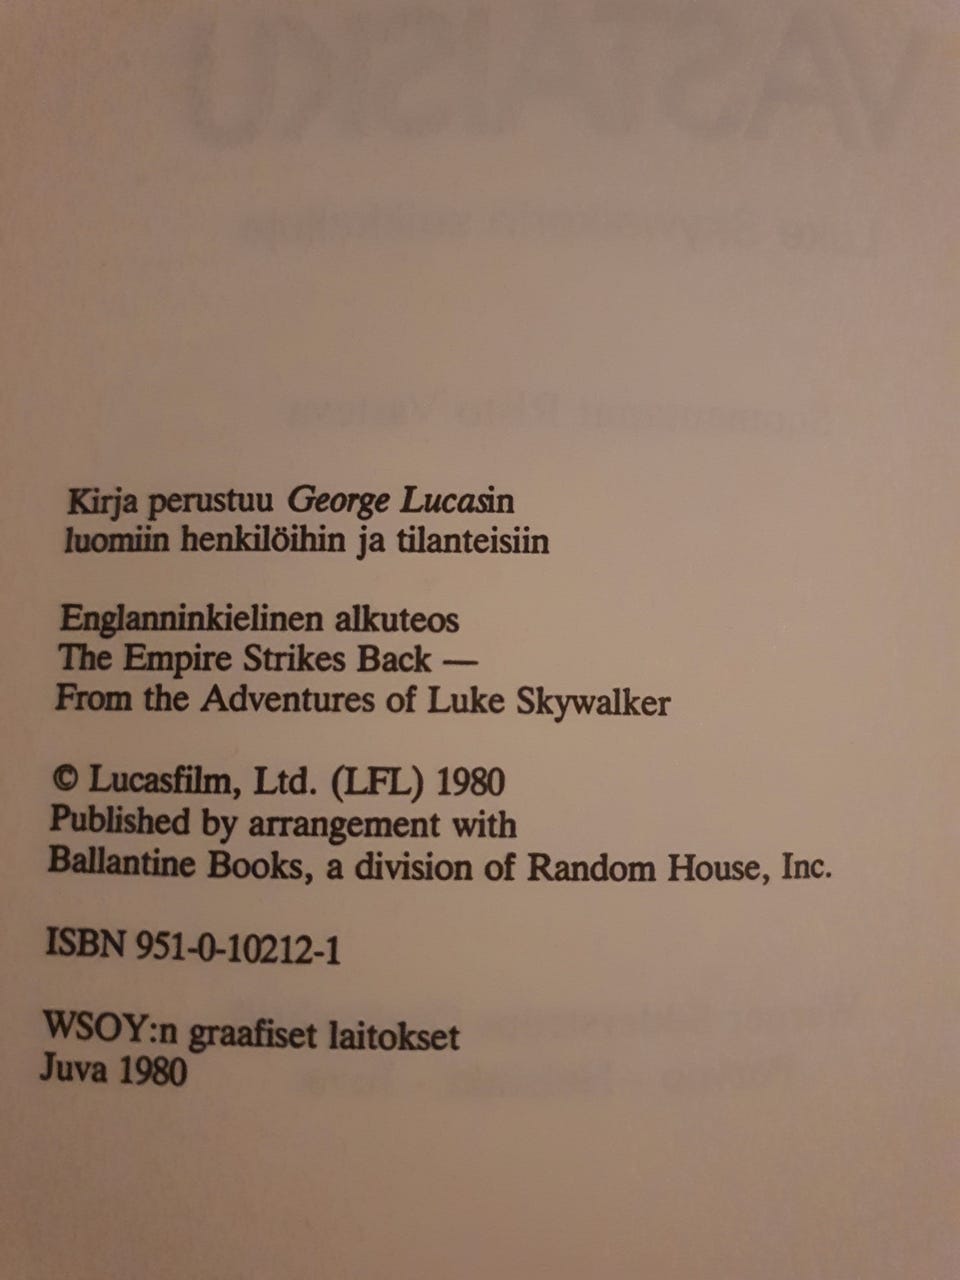 VASTAISKU
Kirja perustuu George Lucasin
luomiin henkilöihin ja tilanteisiin
Englanninkielinen alkuteos
The Empire Strikes Back —
From the Adventures of Luke Skywalker
© Lucasfilm, Ltd. (LFL) 1980
Published by arrangement with
Ballantine Books, a division of Random House, Inc.
ISBN 951-0-10212-1
WSOY:n graafiset laitokset
Juva 1980